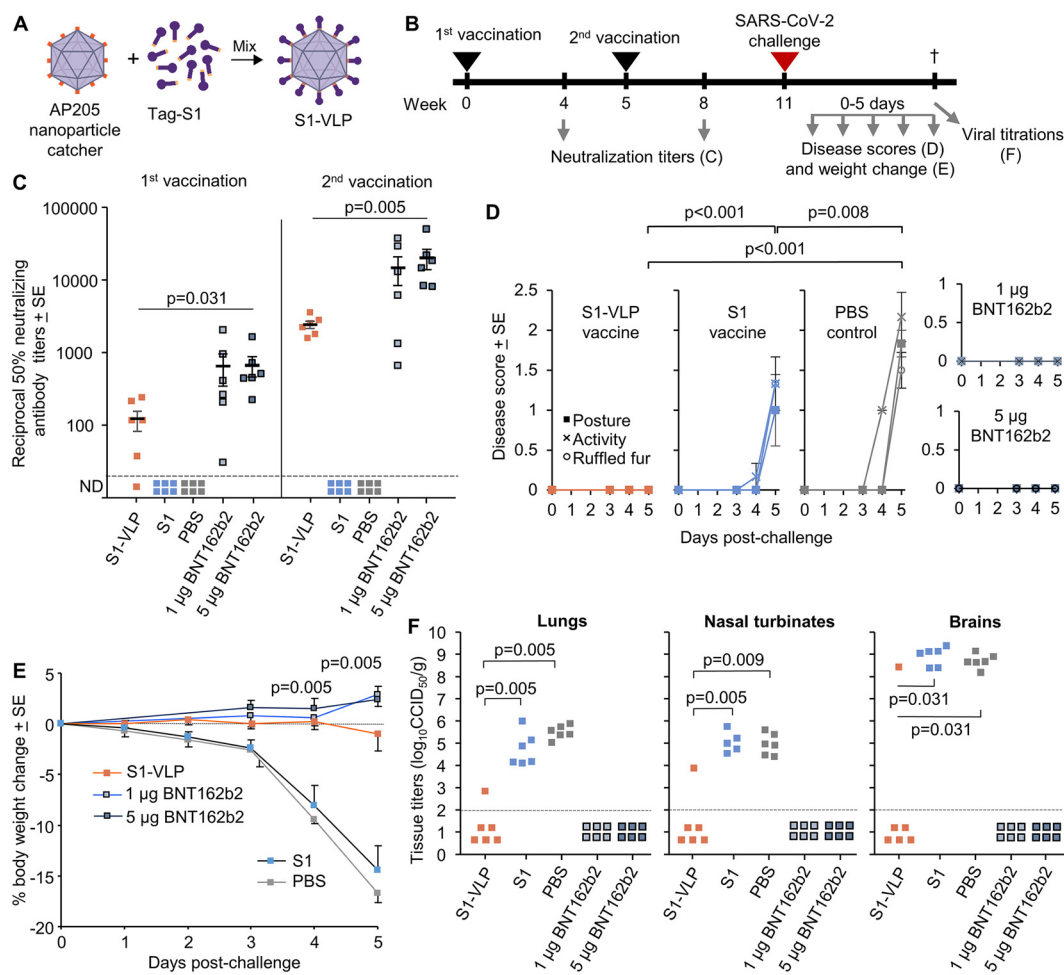 A
Mix
+
AP205
nanoparticle
catcher
Tag-S1
S1-VLP
B
1st vaccination
2nd vaccination
SARS-CoV-2
challenge
†
Week
0
4
5
8
11
0-5 days
Neutralization titers (C)
Disease scores (D)
and weight change (E)
Viral titrations
(F)
C
1st vaccination
2nd vaccination
Reciprocal 50% neutralizing
antibody titers ± SE
100000
10000
1000
100
ND
p=0.031
p=0.005
S1-VLP
S1
PBS
1 µg BNT162b2
5 µg BNT162b2
S1-VLP
S1
PBS
1 µg BNT162b2
5 µg BNT162b2
D
p<0.001
p=0.008
p<0.001
Disease score ± SE
2.5
2
1.5
1
0.5
0
S1-VLP
vaccine
S1
vaccine
PBS
control
Posture
Activity
Ruffled fur
0 1 2 3 4 5
0 1 2 3 4 5
0 1 2 3 4 5
Days post-challenge
1
0
1 µg
BNT162b2
0 1 2 3 4 5
1
0
5 µg
BNT162b2
0 1 2 3 4 5
E
% body weight change ± SE
5
0
-5
-10
-15
-20
p=0.005
p=0.005
S1-VLP
1 µg BNT162b2
5 µg BNT162b2
S1
PBS
0 1 2 3 4 5
Days post-challenge
F
Tissue titers (log10CCID50/g)
10
9
8
7
6
5
4
3
2
1
0
Lungs
p=0.005
p=0.005
Nasal turbinates
p=0.009
p=0.005
Brains
p=0.031
p=0.031
S1-VLP
S1
PBS
1 µg BNT162b2
5 µg BNT162b2
S1-VLP
S1
PBS
1 µg BNT162b2
5 µg BNT162b2
S1-VLP
S1
PBS
1 µg BNT162b2
5 µg BNT162b2